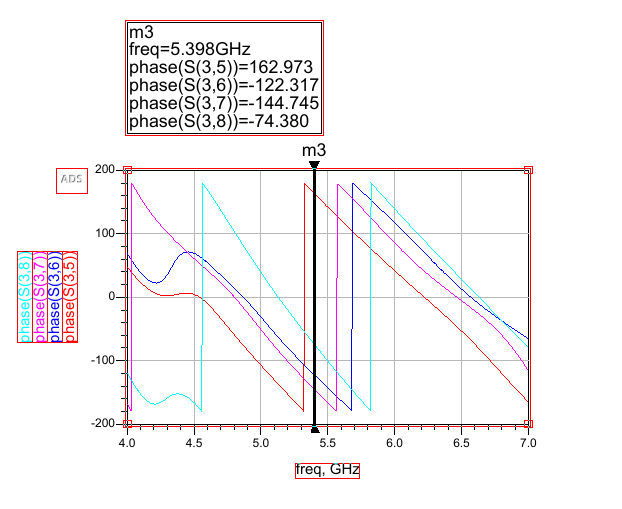 m3
freq=5.398GHz
phase(S(3,5))=162.973
phase(S(3,6))=-122.317
phase(S(3,7))=-144.745
phase(S(3,8))=-74.380
m3
ADS
200
100
0
-100
-200
phase(S(3,8))
phase(S(3,7))
phase(S(3,6))
phase(S(3,5))
4.0 4.5 5.0 5.5 6.0 6.5 7.0
freq, GHz